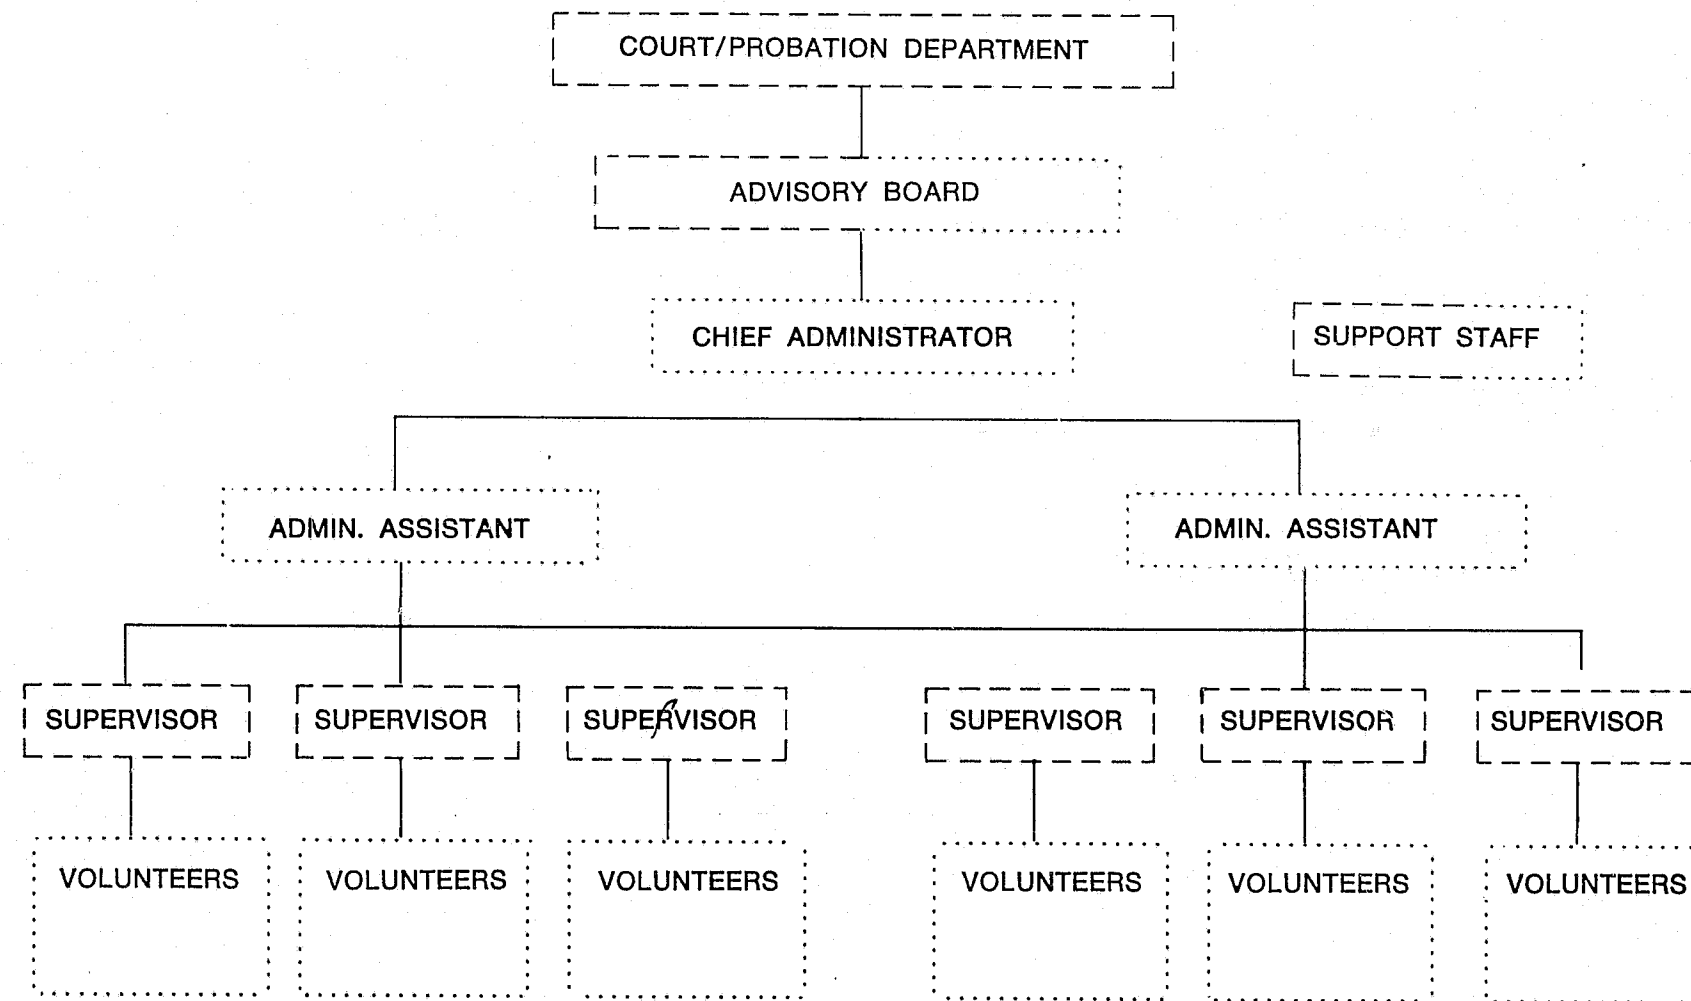 COURT/PROBATION DEPARTMENT
ADVISORY BOARD
CHIEF ADMINISTRATOR
SUPPORT STAFF
ADMIN. ASSISTANT
ADMIN. ASSISTANT
SUPERVISOR
SUPERVISOR
SUPERVISOR
SUPERVISOR
SUPERVISOR
SUPERVISOR
VOLUNTEERS
VOLUNTEERS
VOLUNTEERS
VOLUNTEERS
VOLUNTEERS
VOLUNTEERS